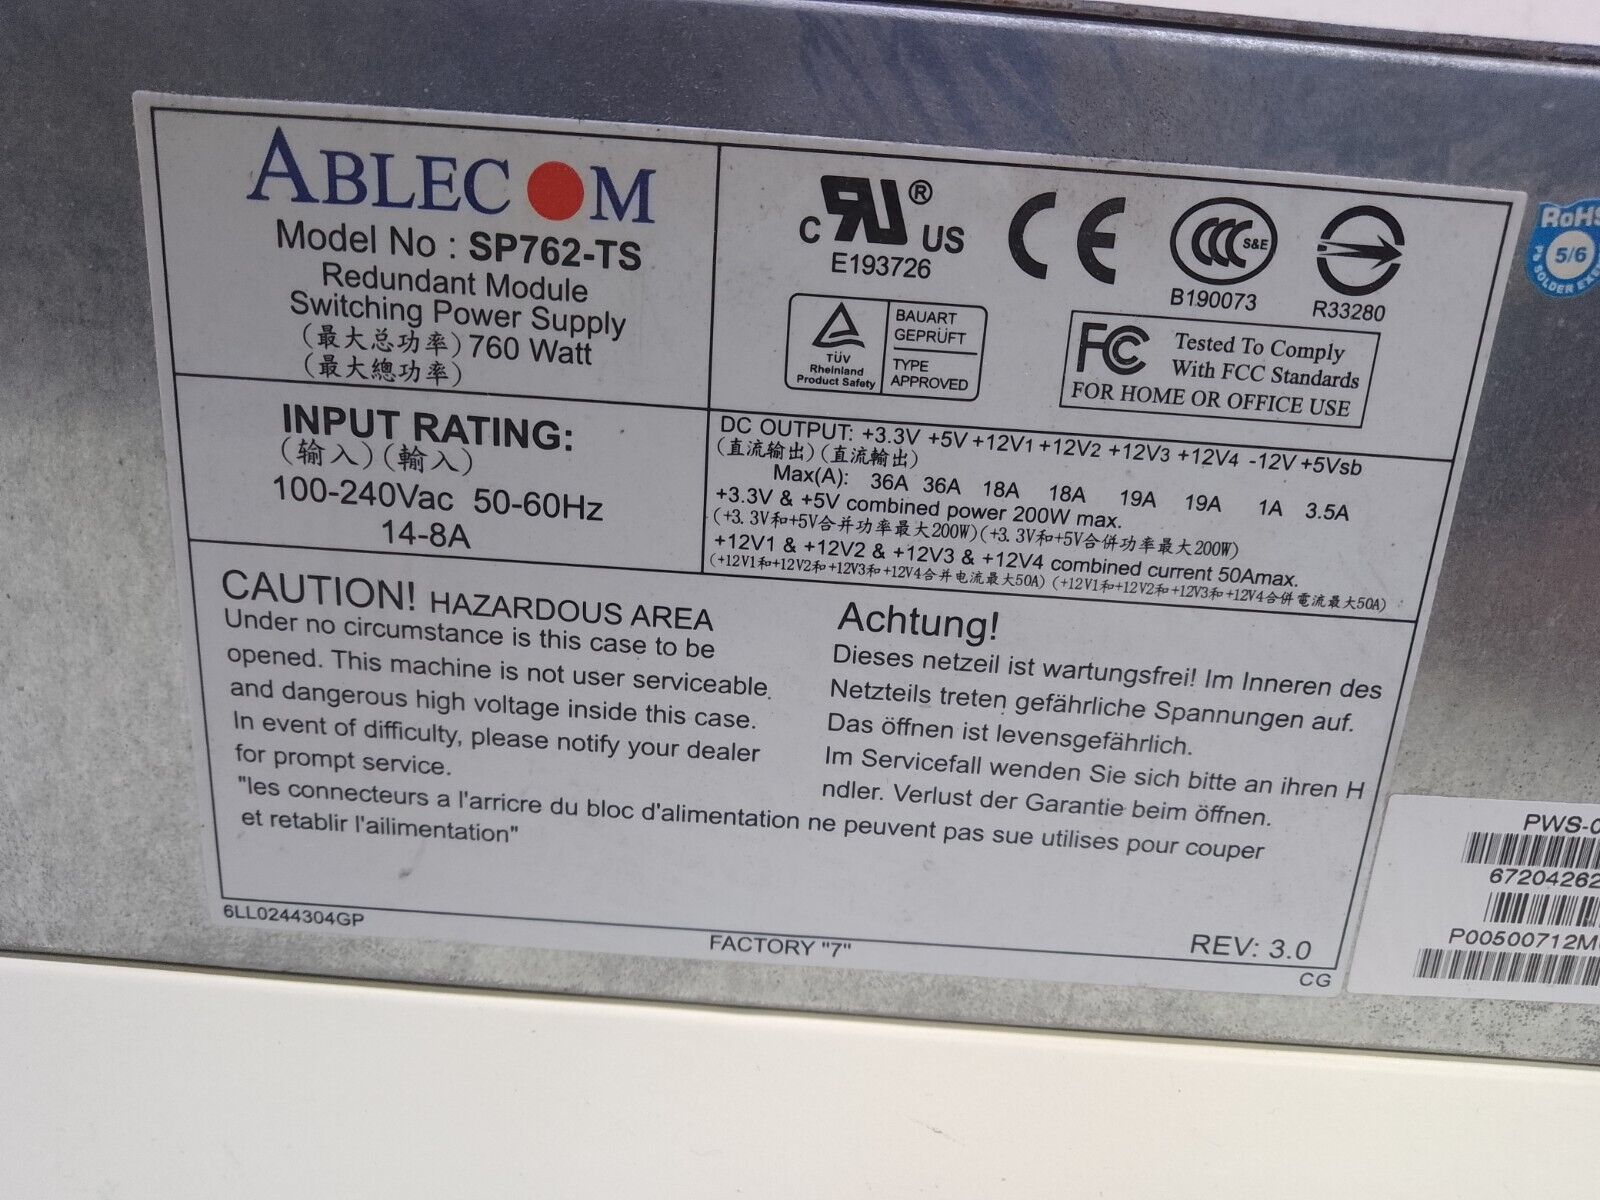 ABLECOM
Model No : SP762-TS
Redundant Module
Switching Power Supply
(最大总功率) 760 Watt
(最大總功率)
INPUT RATING:
(输入)(輸入)
100-240Vac 50-60Hz
14-8A
C UR ® US
E193726
CE
CCC S&E
B190073
R33280
TÜV
Rheinland
Product Safety
BAUART
GEPRÜFT
TYPE
APPROVED
FC Tested To Comply
With FCC Standards
FOR HOME OR OFFICE USE
DC OUTPUT: +3.3V +5V +12V1 +12V2 +12V3 +12V4 -12V +5Vsb
(直流输出)(直流輸出)
Max(A): 36A 36A 18A 18A 19A 19A 1A 3.5A
+3.3V & +5V combined power 200W max.
(+3.3V和+5V合并功率最大200W)(+3.3V和+5V合併功率最大200W)
+12V1 & +12V2 & +12V3 & +12V4 combined current 50Amax.
(+12V1和+12V2和+12V3和+12V4合并电流最大50A) (+12V1和+12V2和+12V3和+12V4合併電流最大50A)
CAUTION! HAZARDOUS AREA
Under no circumstance is this case to be
opened. This machine is not user serviceable.
and dangerous high voltage inside this case.
In event of difficulty, please notify your dealer
for prompt service.
Achtung!
Dieses netzeil ist wartungsfrei! Im Inneren des
Netzteils treten gefährliche Spannungen auf.
Das öffnen ist levensgefährlich.
Im Servicefall wenden Sie sich bitte an ihren H
ndler. Verlust der Garantie beim öffnen.
"les connecteurs a l'arricre du bloc d'alimentation ne peuvent pas sue utilises pour couper
et retablir l'ailimentation"
6LL0244304GP
FACTORY "7"
REV: 3.0
CG
RoHS
5/6
Pb SOLDER
PWS-0
67204262
P00500712M